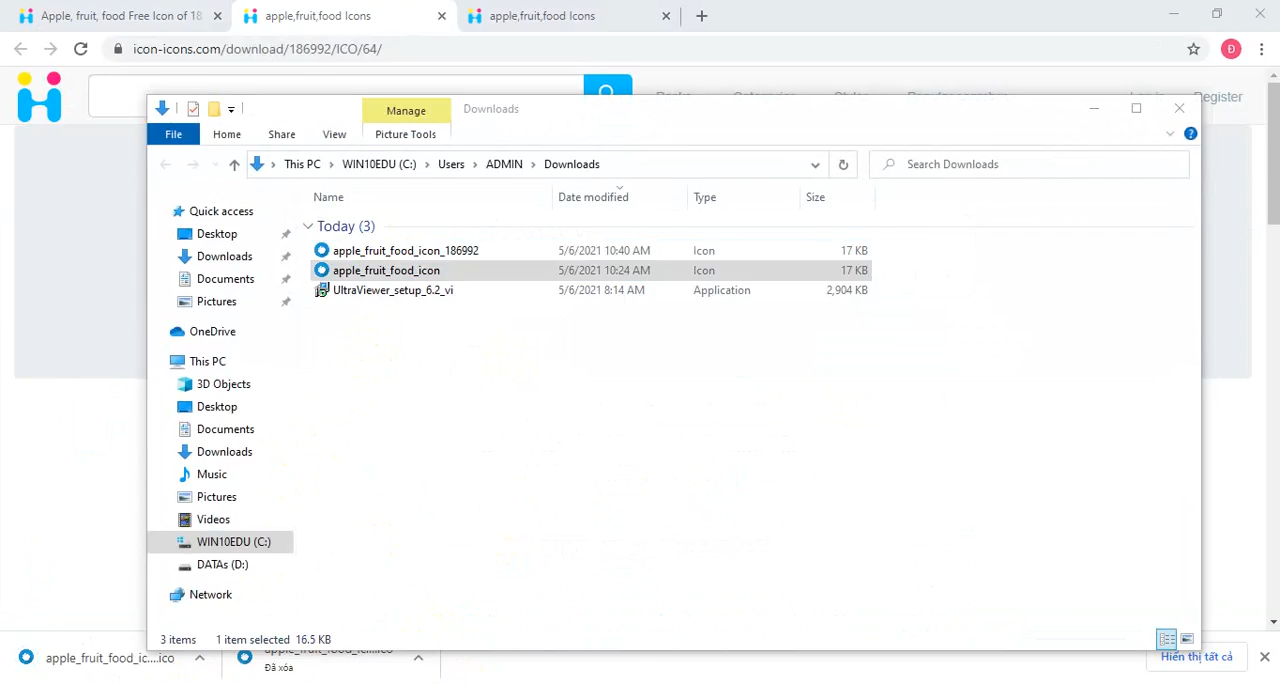 Apple, fruit, food Free Icon of 18
apple,fruit,food Icons
apple,fruit,food Icons
icon-icons.com/download/186992/ICO/64/
Đ
Register
Manage
Downloads
File
Home
Share
View
Picture Tools
This PC
WIN10EDU (C:)
Users
ADMIN
Downloads
Search Downloads
Name
Date modified
Type
Size
Today (3)
apple_fruit_food_icon_186992 5/6/2021 10:40 AM Icon 17 KB
apple_fruit_food_icon 5/6/2021 10:24 AM Icon 17 KB
UltraViewer_setup_6.2_vi 5/6/2021 8:14 AM Application 2,904 KB
Quick access
Desktop
Downloads
Documents
Pictures
OneDrive
This PC
3D Objects
Desktop
Documents
Downloads
Music
Pictures
Videos
WIN10EDU (C:)
DATAs (D:)
Network
3 items 1 item selected 16.5 KB
apple_fruit_food_ic....ico
apple_fruit_food_ic....ico
Đã xóa
Hiển thị tất cả